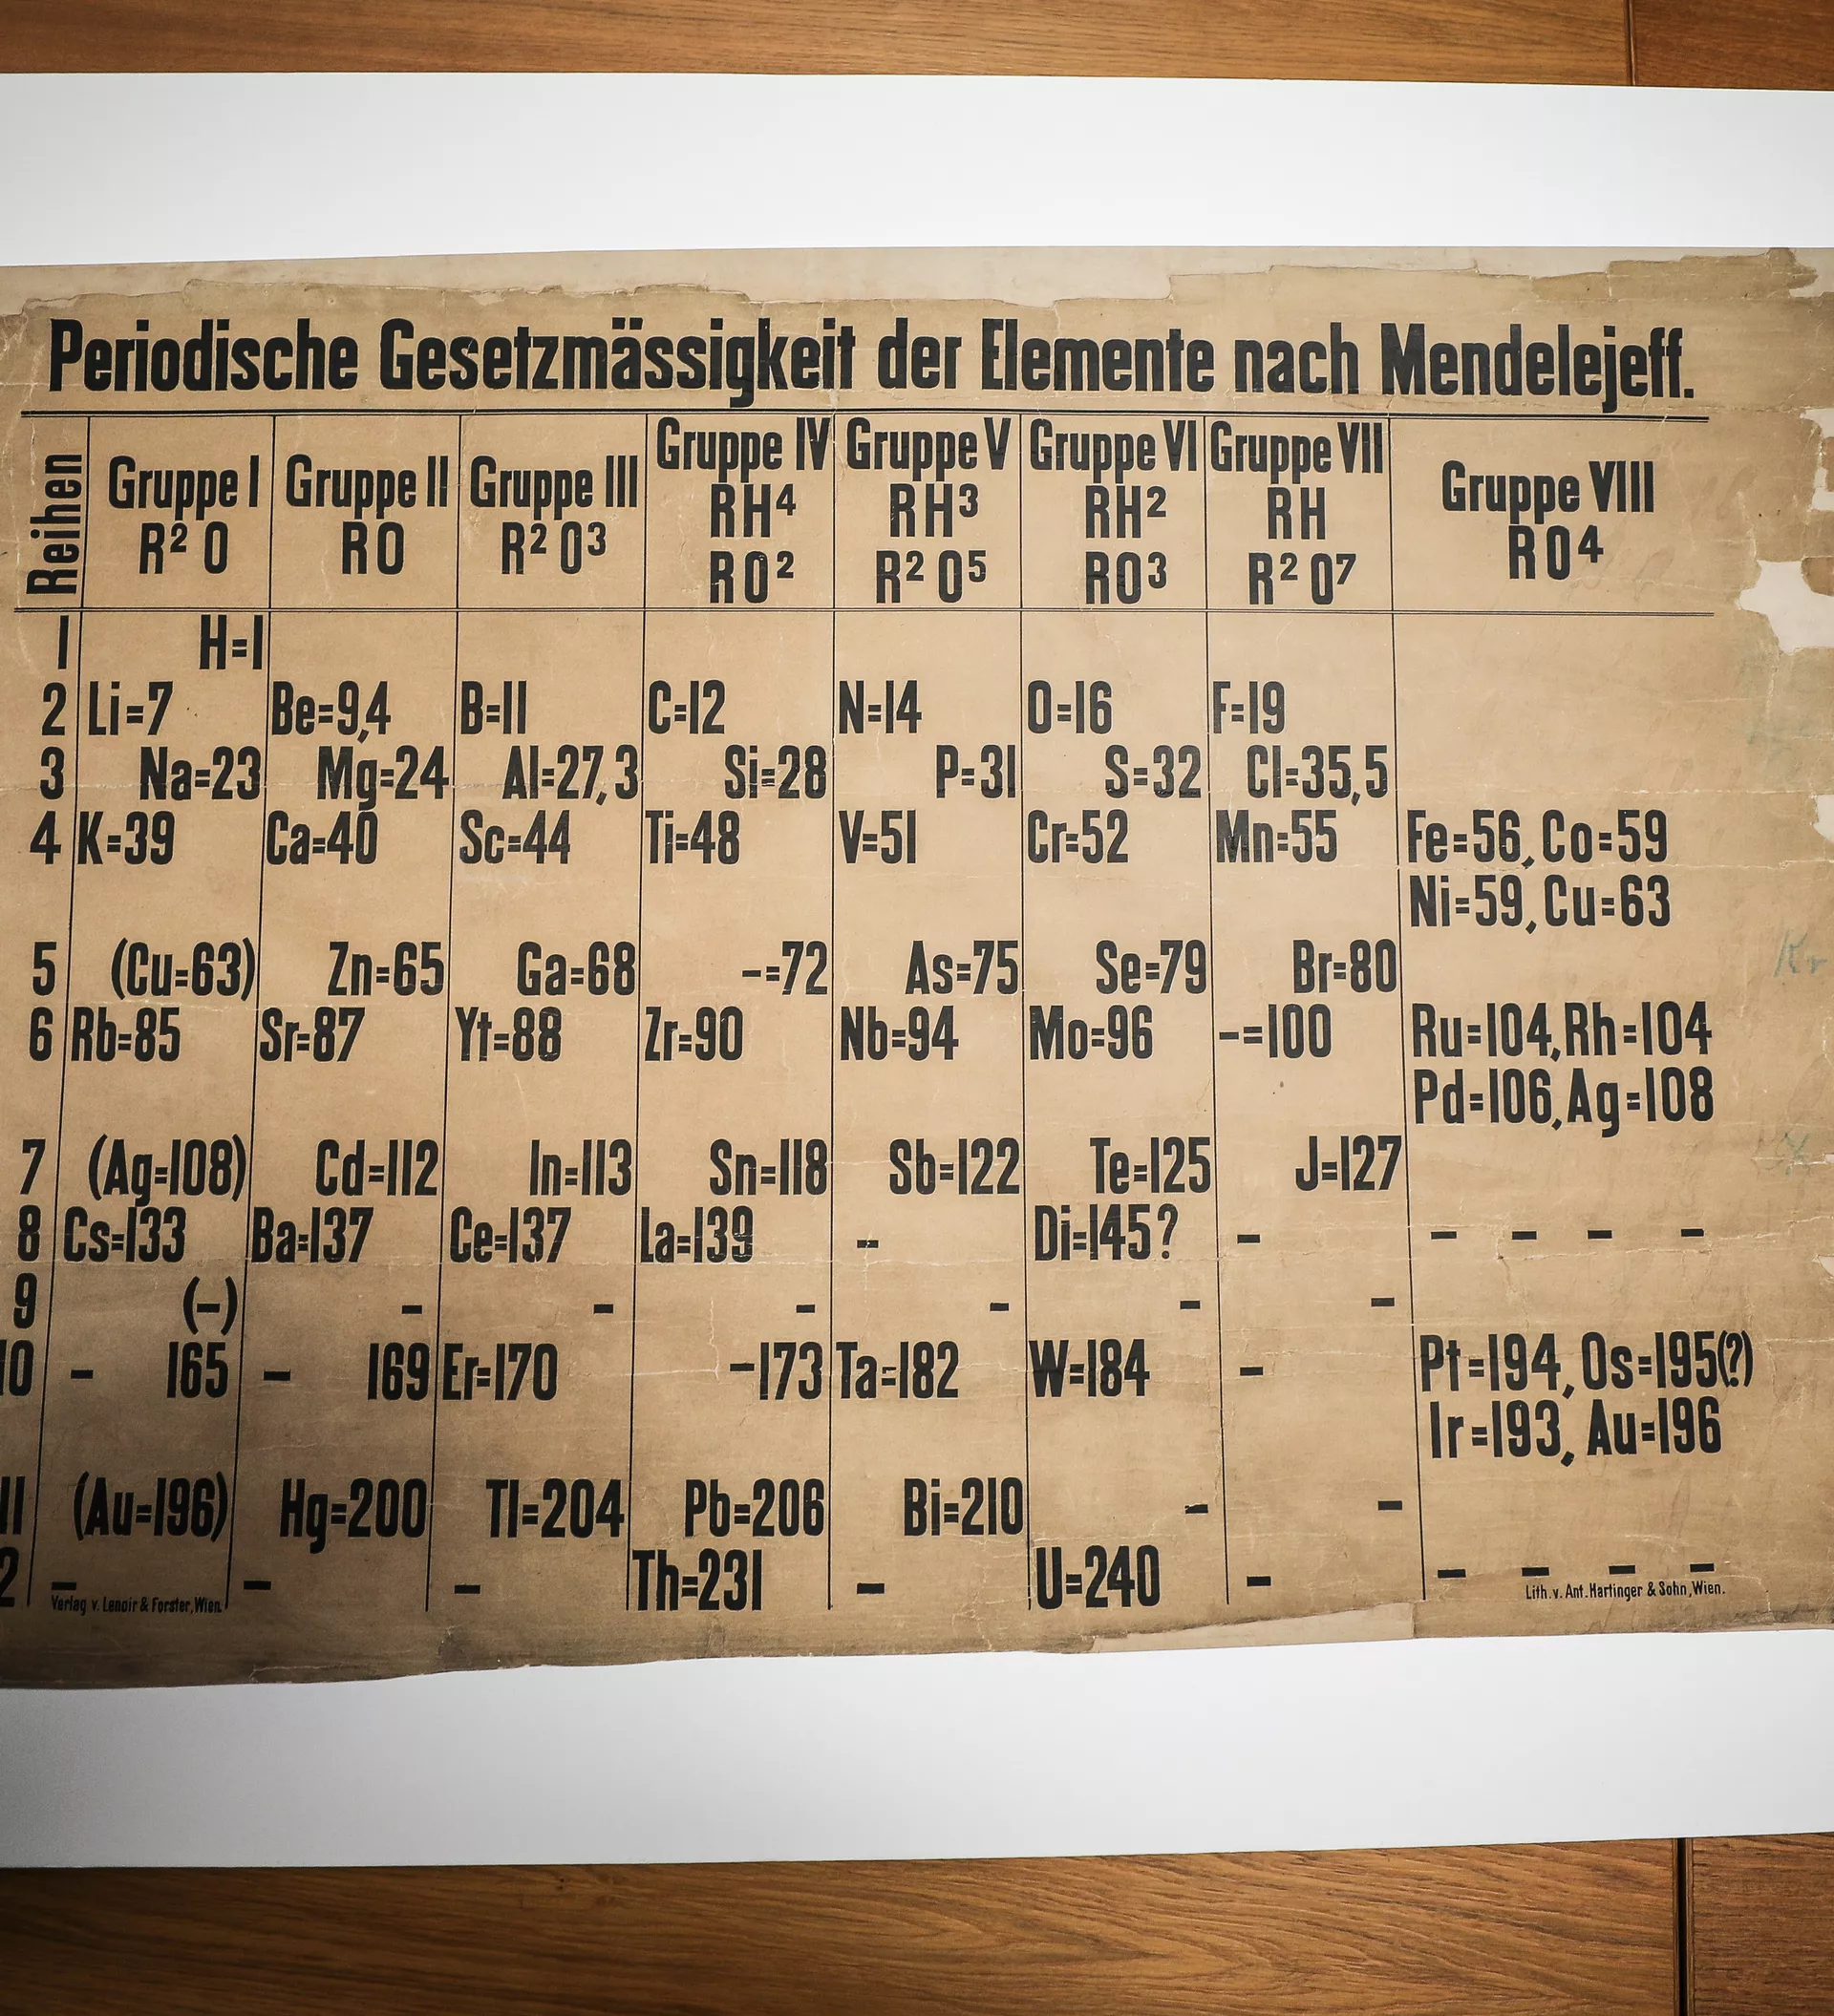 Periodische Gesetzmässigkeit der Elemente nach Mendelejeff.
Reihen Gruppe I Gruppe II Gruppe III Gruppe IV Gruppe V Gruppe VI Gruppe VII Gruppe VIII
RH⁴ RH³ RH² RH
R² O RO R² O³ RO² R² O⁵ RO³ R² O⁷ RO⁴
1 H=1
2 Li=7 Be=9,4 B=11 C=12 N=14 O=16 F=19
3 Na=23 Mg=24 Al=27,3 Si=28 P=31 S=32 Cl=35,5
4 K=39 Ca=40 Sc=44 Ti=48 V=51 Cr=52 Mn=55 Fe=56, Co=59
Ni=59, Cu=63
5 (Cu=63) Zn=65 Ga=68 -=72 As=75 Se=79 Br=80 Kr
6 Rb=85 Sr=87 Yt=88 Zr=90 Nb=94 Mo=96 -=100 Ru=104, Rh=104
Pd=106, Ag=108
7 (Ag=108) Cd=112 In=113 Sn=118 Sb=122 Te=125 J=127
8 Cs=133 Ba=137 Ce=137 La=139 - Di=145? - - - - -
9 (-) - - - - - -
10 - 165 - 169 Er=170 -173 Ta=182 W=184 - Pt=194, Os=195(?)
Ir=193, Au=196
11 (Au=196) Hg=200 Tl=204 Pb=206 Bi=210 - -
2 - - - Th=231 - U=240 - - - - -
Verlag v. Lenoir & Forster, Wien.
Lith. v. Ant. Hartinger & Sohn, Wien.